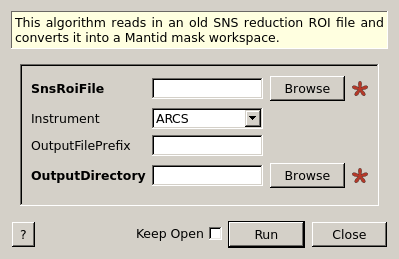 This algorithm reads in an old SNS reduction ROI file and
converts it into a Mantid mask workspace.
SnsRoiFile Browse *
Instrument ARCS
OutputFilePrefix
OutputDirectory Browse *
? Keep Open Run Close